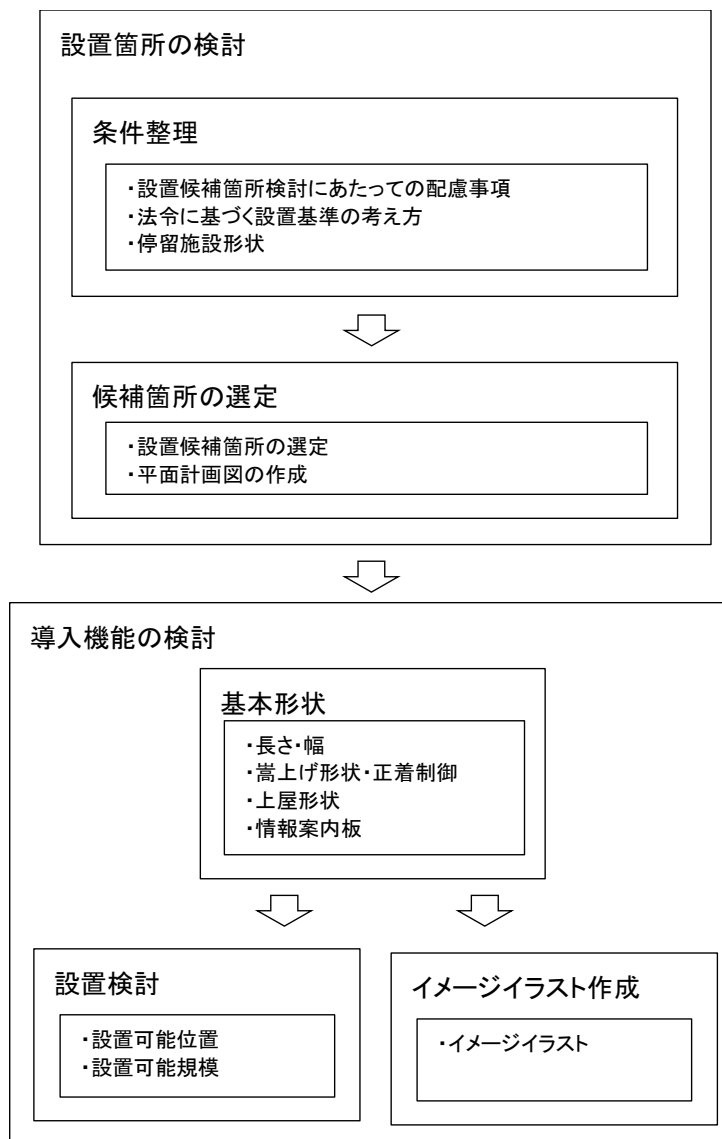 設置箇所の検討
条件整理
・設置候補箇所検討にあたっての配慮事項
・法令に基づく設置基準の考え方
・停留施設形状
候補箇所の選定
・設置候補箇所の選定
・平面計画図の作成
導入機能の検討
基本形状
・長さ・幅
・嵩上げ形状・正着制御
・上屋形状
・情報案内板
設置検討
・設置可能位置
・設置可能規模
イメージイラスト作成
・イメージイラスト